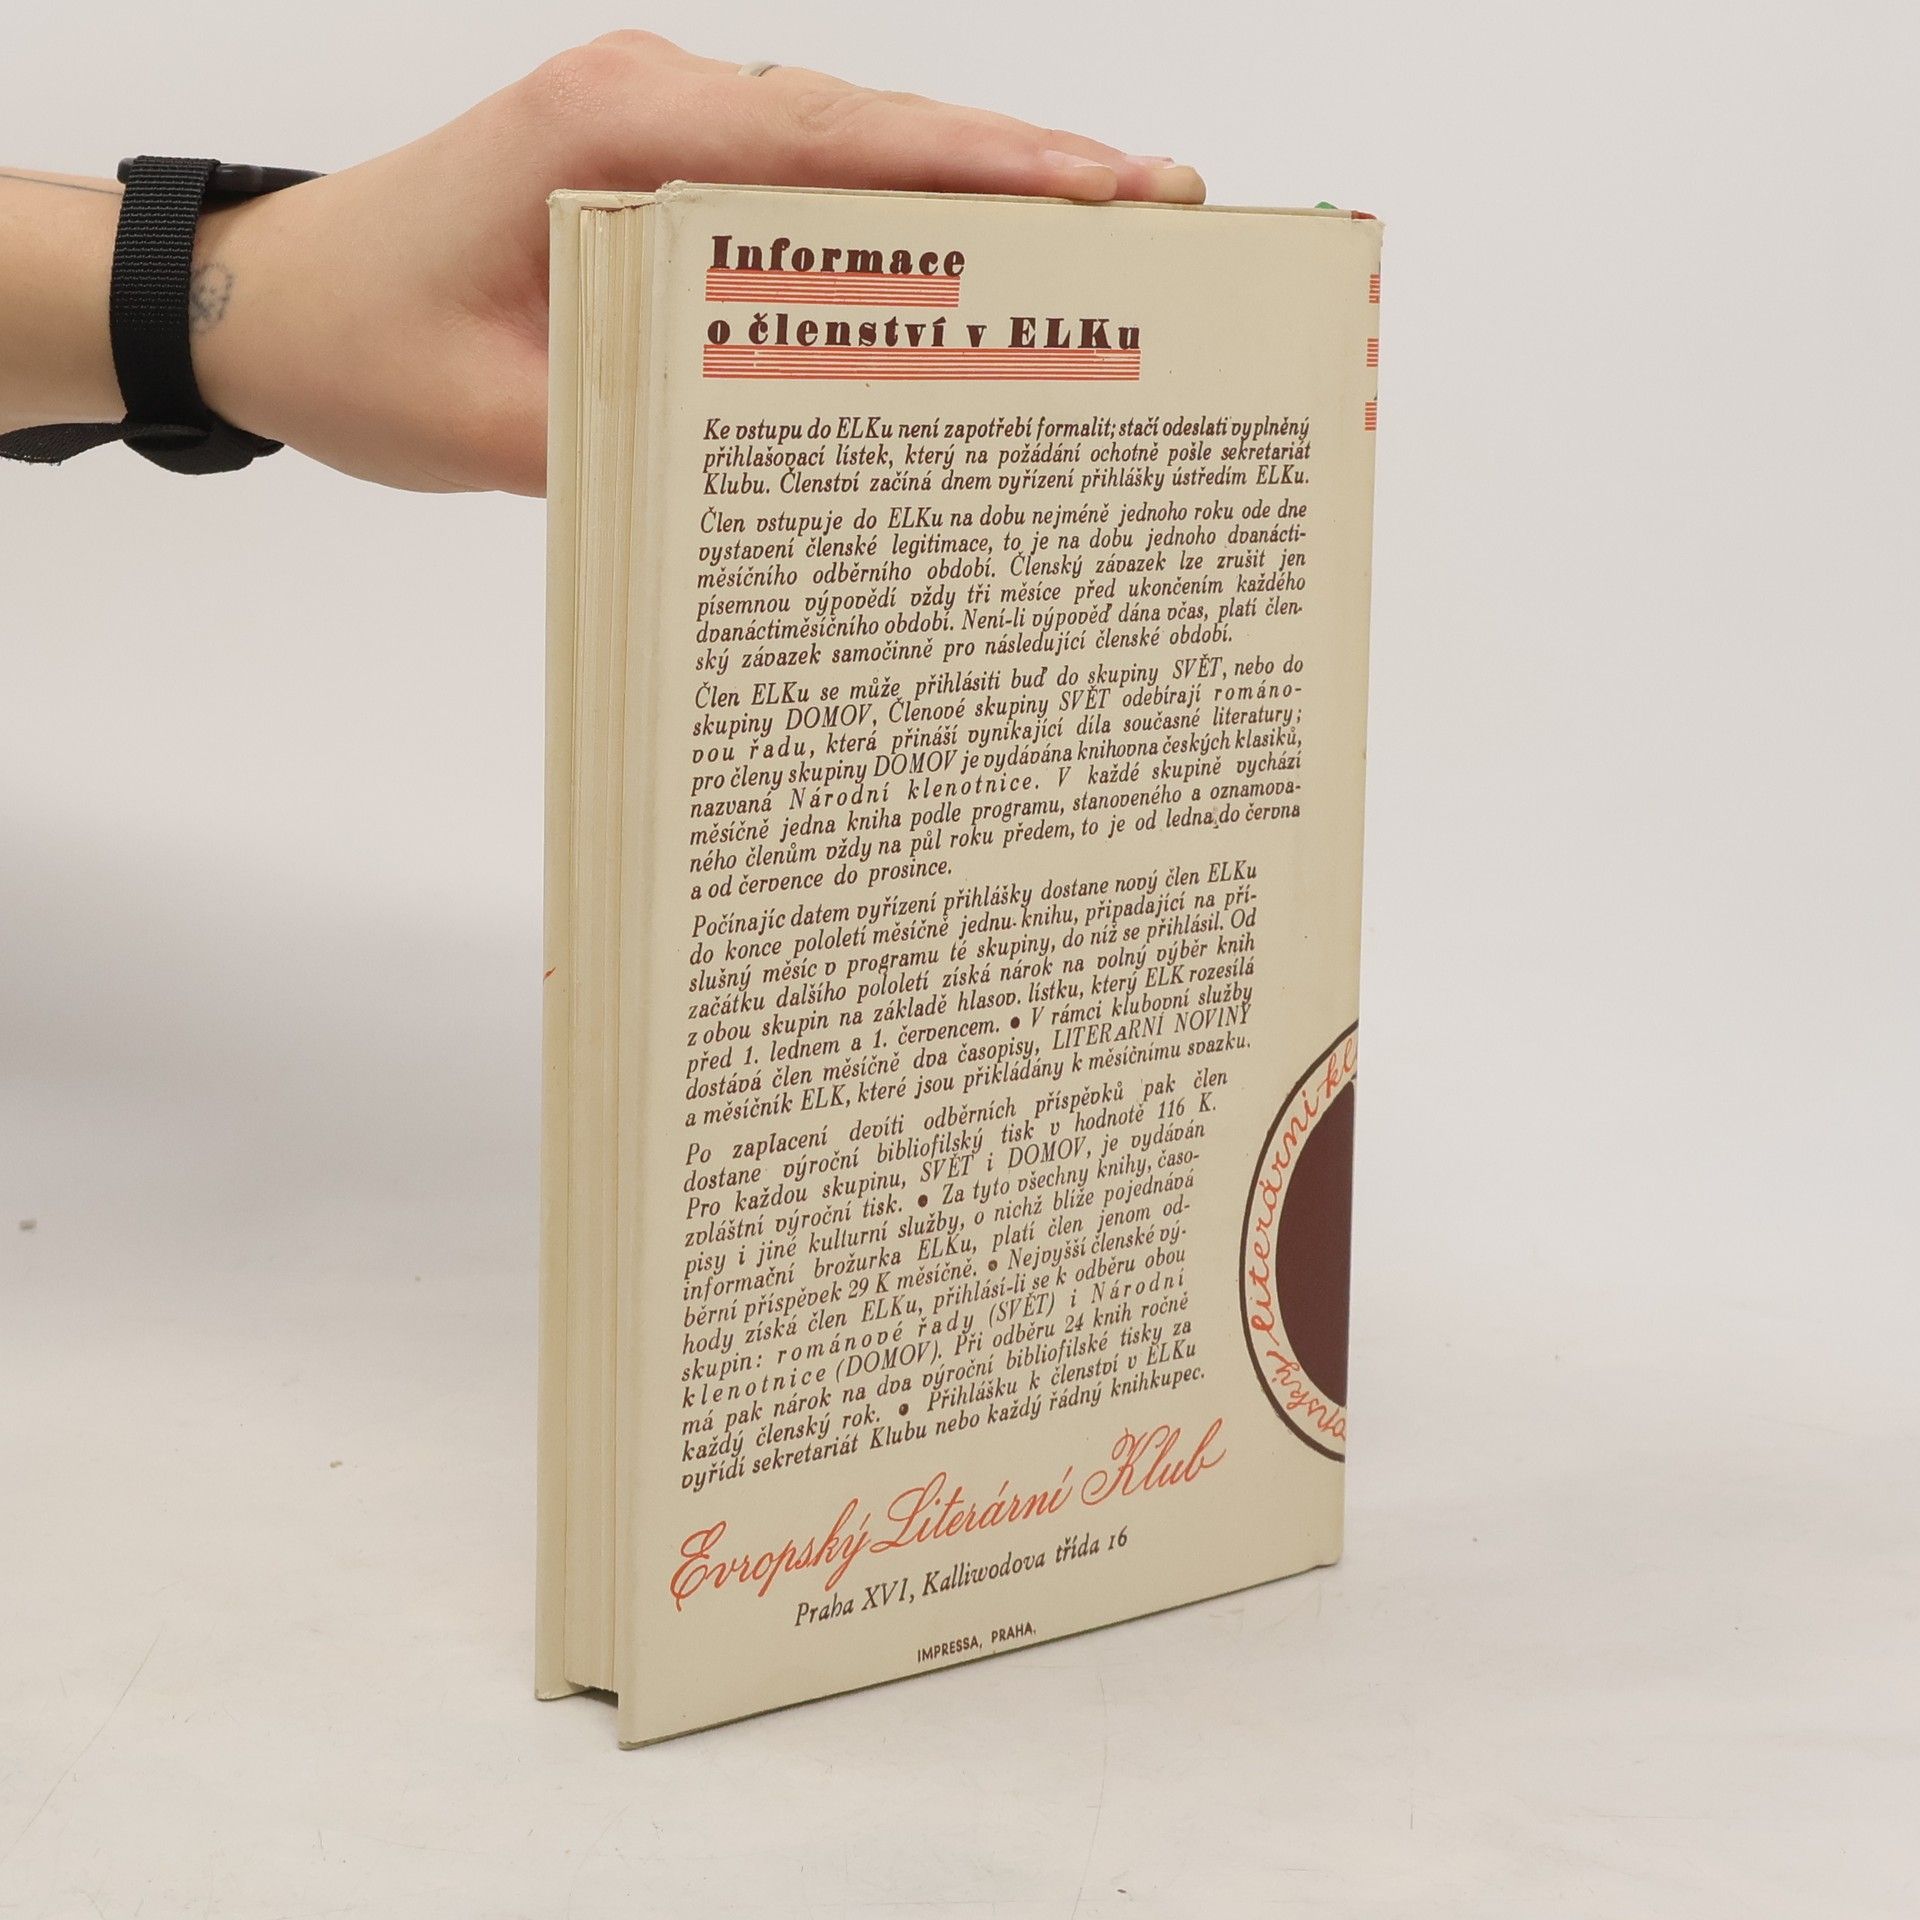 Informace
o členství v ELKu
Ke vstupu do ELKu není zapotřebí formalit; stačí odeslati vyplněný
přihlašovací lístek, který na požádání ochotně pošle sekretariát
Klubu. Členství začíná dnem vyřízení přihlášky ústředím ELKu.
Člen vstupuje do ELKu na dobu nejméně jednoho roku ode dne
vystavení členské legitimace, to je na dobu jednoho dvanácti-
měsíčního odběrního období. Členský závazek lze zrušit jen
písemnou výpovědí vždy tři měsíce před ukončením každého
dvanáctiměsíčního období. Není-li výpověď dána včas, platí člen-
ský závazek samočinně pro následující členské období.
Člen ELKu se může přihlásiti buď do skupiny SVĚT, nebo do
skupiny DOMOV, Členové skupiny SVĚT odebírají románo-
vou řadu, která přináší vynikající díla současné literatury;
pro členy skupiny DOMOV je vydávána knihovna českých klasiků,
nazvaná Národní klenotnice. V každé skupině vychází
měsíčně jedna kniha podle programu, stanoveného a oznamova-
ného členům vždy na půl roku předem, to je od ledna do června
a od července do prosince.
Počínajíc datem vyřízení přihlášky dostane nový člen ELKu
do konce pololetí měsíčně jednu knihu, připadající na pří-
slušný měsíc v programu té skupiny, do níž se přihlásil. Od
začátku dalšího pololetí získá nárok na volný výběr knih
z obou skupin na základě hlasov. lístku, který ELK rozesílá
před 1. lednem a 1. červencem. ● V rámci klubovní služby
dostává člen měsíčně dva časopisy, LITERARNÍ NOVINY
a měsíčník ELK, které jsou přikládány k měsíčnímu svazku.
Po zaplacení devíti odběrních příspěvků pak člen
dostane výroční bibliofilský tisk v hodnotě 116 K.
Pro každou skupinu, SVĚT i DOMOV, je vydáván
zvláštní výroční tisk. ● Za tyto všechny knihy, časo-
pisy i jiné kulturní služby, o nichž blíže pojednává
informační brožurka ELKu, platí člen jenom od-
běrní příspěvek 29 K měsíčně. ● Nejvyšší členské vý-
hody získá člen ELKu, přihlásí-li se k odběru obou
skupin: románové řady (SVĚT) i Národní
klenotnice (DOMOV). Při odběru 24 knih ročně
má pak nárok na dva výroční bibliofilské tisky za
každý členský rok. ● Přihlášku k členství v ELKu
vyřídí sekretariát Klubu nebo každý řádný knihkupec.
Evropský Literární Klub
Praha XVI, Kalliwodova třída 16
IMPRESSA, PRAHA.
opský literární kl